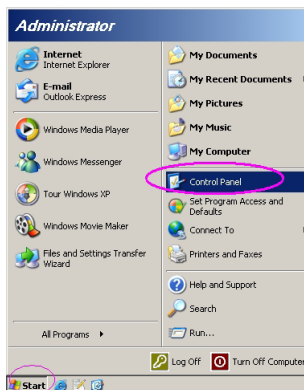 Administrator
Internet
Internet Explorer
E-mail
Outlook Express
Windows Media Player
Windows Messenger
Tour Windows XP
Windows Movie Maker
Files and Settings Transfer
Wizard
All Programs
My Documents
My Recent Documents
My Pictures
My Music
My Computer
Control Panel
Set Program Access and
Defaults
Connect To
Printers and Faxes
Help and Support
Search
Run...
Log Off
Turn Off Computer
Start